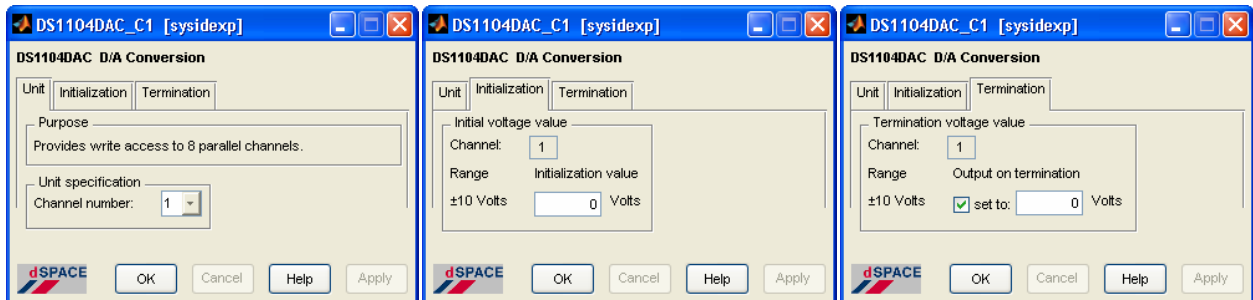 DS1104DAC_C1 [sysidexp]
DS1104DAC D/A Conversion
Unit Initialization Termination
Purpose
Provides write access to 8 parallel channels.
Unit specification
Channel number: 1
dSPACE OK Cancel Help Apply
DS1104DAC_C1 [sysidexp]
DS1104DAC D/A Conversion
Unit Initialization Termination
Initial voltage value
Channel: 1
Range Initialization value
±10 Volts 0 Volts
dSPACE OK Cancel Help Apply
DS1104DAC_C1 [sysidexp]
DS1104DAC D/A Conversion
Unit Initialization Termination
Termination voltage value
Channel: 1
Range Output on termination
±10 Volts set to: 0 Volts
dSPACE OK Cancel Help Apply